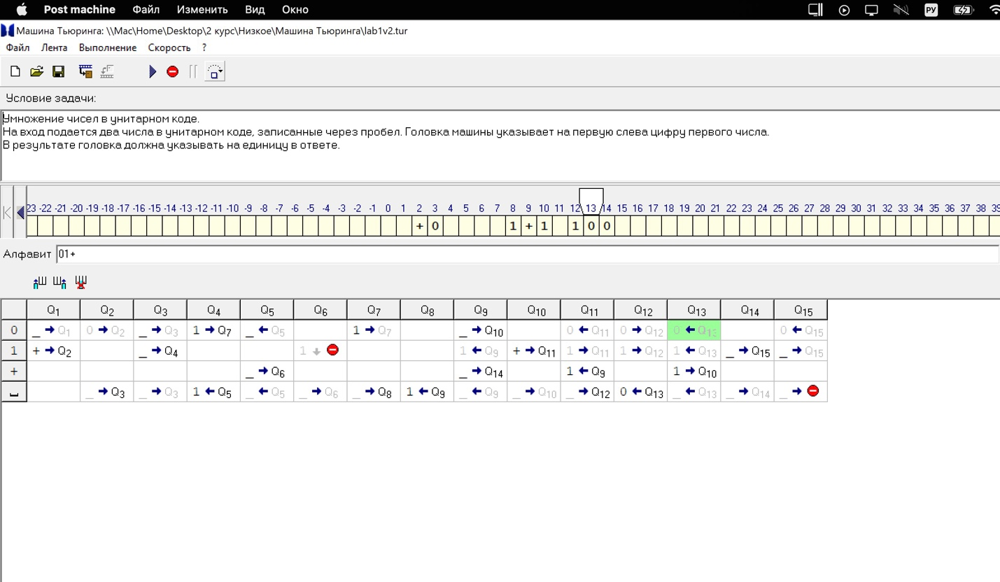 Post machine Файл Изменить Вид Окно РУ
Машина Тьюринга: \\Mac\Home\Desktop\2 курс\Низкое\Машина Тьюринга\lab1v2.tur
Файл Лента Выполнение Скорость ?
Условие задачи:
Умножение чисел в унитарном коде.
На вход подается два числа в унитарном коде, записанные через пробел. Головка машины указывает на первую слева цифру первого числа.
В результате головка должна указывать на единицу в ответе.
23 -22 -21 -20 -19 -18 -17 -16 -15 -14 -13 -12 -11 -10 -9 -8 -7 -6 -5 -4 -3 -2 -1 0 1 2 3 4 5 6 7 8 9 10 11 12 13 14 15 16 17 18 19 20 21 22 23 24 25 26 27 28 29 30 31 32 33 34 35 36 37 38 39
+ 0 1 + 1 1 0 0
Алфавит 01+
Q1 Q2 Q3 Q4 Q5 Q6 Q7 Q8 Q9 Q10 Q11 Q12 Q13 Q14 Q15
0 _ → Q1 0 → Q2 _ → Q3 1 → Q7 _ ← Q5 1 → Q7 _ → Q10 0 ← Q11 0 → Q12 0 ← Q13 0 ← Q15
1 + → Q2 _ → Q4 1 ↓ 1 ← Q9 + → Q11 1 → Q11 1 → Q12 1 ← Q13 _ → Q15 _ → Q15
+ _ → Q6 _ → Q14 1 ← Q9 1 → Q10
_ → Q3 _ → Q3 1 ← Q5 _ ← Q5 _ → Q6 _ → Q8 1 ← Q9 _ ← Q9 _ → Q10 _ → Q12 0 ← Q13 _ ← Q13 _ → Q14 _ →